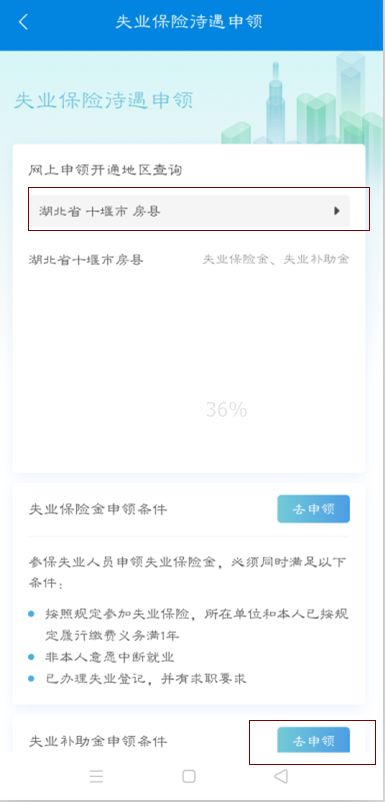 失业保险待遇申领
失业保险待遇申领
网上申领开通地区查询
湖北省 十堰市 房县
湖北省十堰市房县 失业保险金、失业补助金
36%
失业保险金申领条件 去申领
参保失业人员申领失业保险金，必须同时满足以下
条件：
按照规定参加失业保险，所在单位和本人已按规
定履行缴费义务满1年
非本人意愿中断就业
已办理失业登记，并有求职要求
失业补助金申领条件 去申领